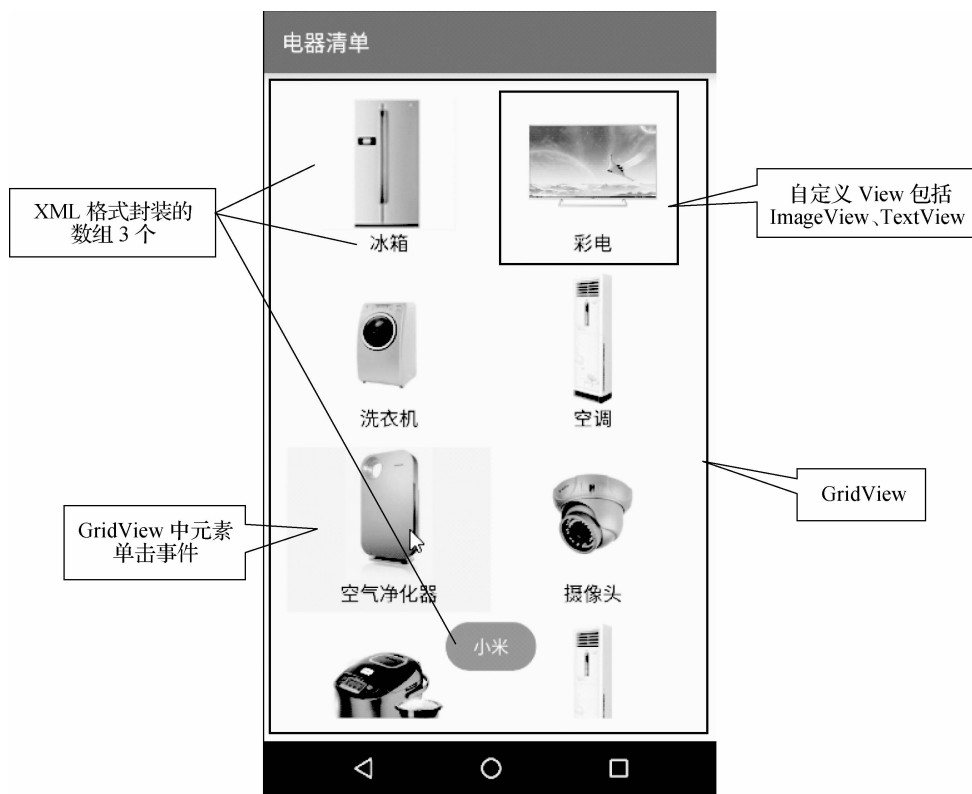 电器清单
XML 格式封装的
数组 3 个
冰箱
彩电
自定义 View 包括
ImageView、TextView
洗衣机
空调
GridView
GridView 中元素
单击事件
空气净化器
摄像头
小米